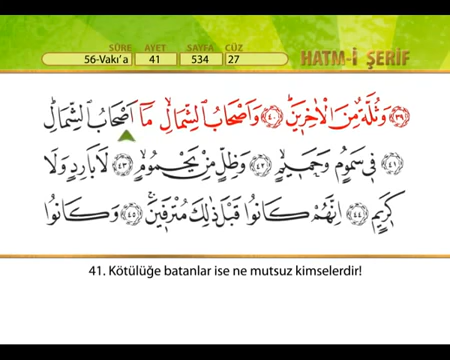 SÛRE AYET SAYFA CÜZ
56-Vakı'a 41 534 27
HATM-İ ŞERİF
﴿٣٩﴾ وَثُلَّةٌ مِنَ الْاٰخِرِينَۜ ﴿٤٠﴾ وَاَصْحَابُ الشِّمَالِ مَٓا اَصْحَابُ الشِّمَالِۜ
﴿٤١﴾ فِي سَمُومٍ وَحَمِيمٍۙ ﴿٤٢﴾ وَظِلٍّ مِنْ يَحْمُومٍۙ ﴿٤٣﴾ لَا بَارِدٍ وَلَا
كَرِيمٍ ﴿٤٤﴾ اِنَّهُمْ كَانُوا قَبْلَ ذٰلِكَ مُتْرَفِينَۚ ﴿٤٥﴾ وَكَانُوا
41. Kötülüğe batanlar ise ne mutsuz kimselerdir!